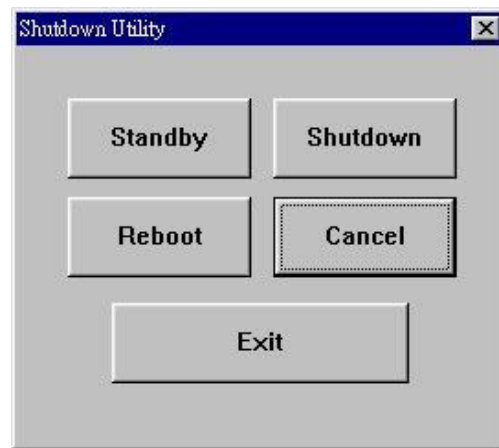 Shutdown Utility
Standby
Shutdown
Reboot
Cancel
Exit